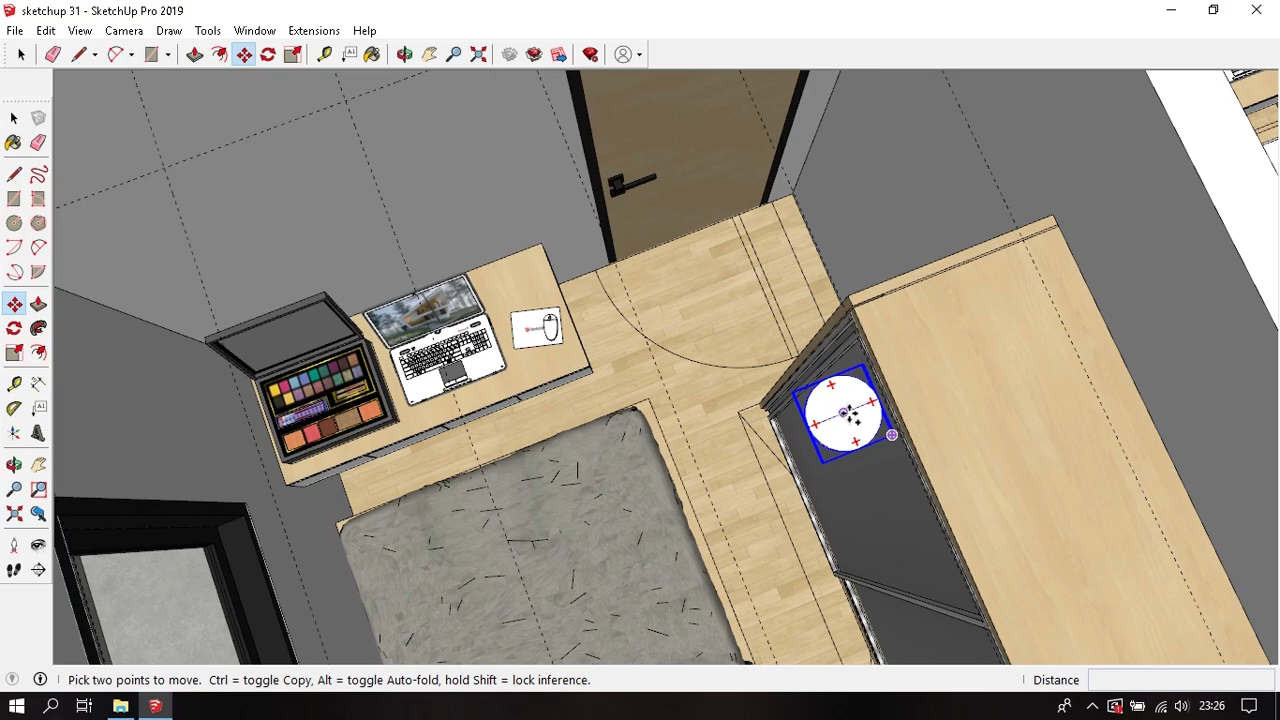 sketchup 31 - SketchUp Pro 2019
File Edit View Camera Draw Tools Window Extensions Help
Pick two points to move. Ctrl = toggle Copy, Alt = toggle Auto-fold, hold Shift = lock inference.
Distance
23:26